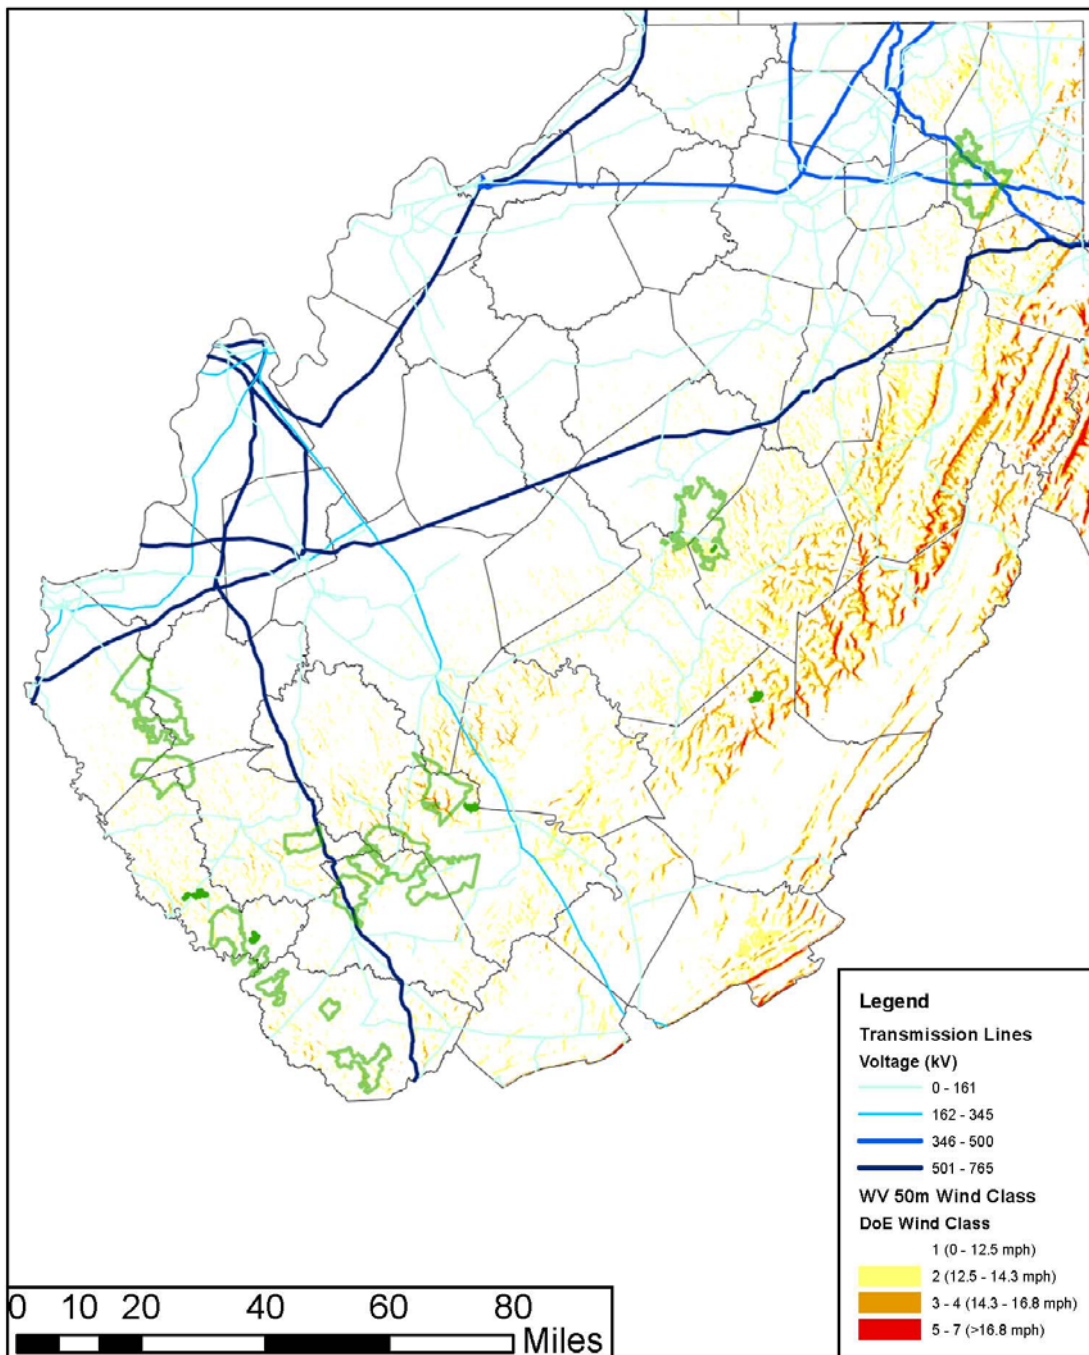 Legend
Transmission Lines
Voltage (kV)
0 - 161
162 - 345
346 - 500
501 - 765
WV 50m Wind Class
DoE Wind Class
1 (0 - 12.5 mph)
2 (12.5 - 14.3 mph)
3 - 4 (14.3 - 16.8 mph)
5 - 7 (>16.8 mph)
0 10 20 40 60 80
Miles